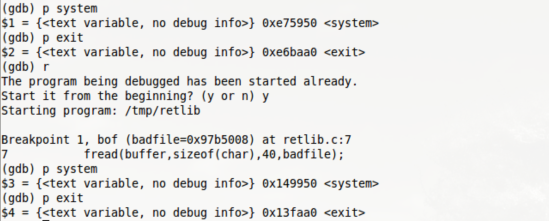 (gdb) p system
$1 = {<text variable, no debug info>} 0xe75950 <system>
(gdb) p exit
$2 = {<text variable, no debug info>} 0xe6baa0 <exit>
(gdb) r
The program being debugged has been started already.
Start it from the beginning? (y or n) y
Starting program: /tmp/retlib
Breakpoint 1, bof (badfile=0x97b5008) at retlib.c:7
7 fread(buffer,sizeof(char),40,badfile);
(gdb) p system
$3 = {<text variable, no debug info>} 0x149950 <system>
(gdb) p exit
$4 = {<text variable, no debug info>} 0x13faa0 <exit>